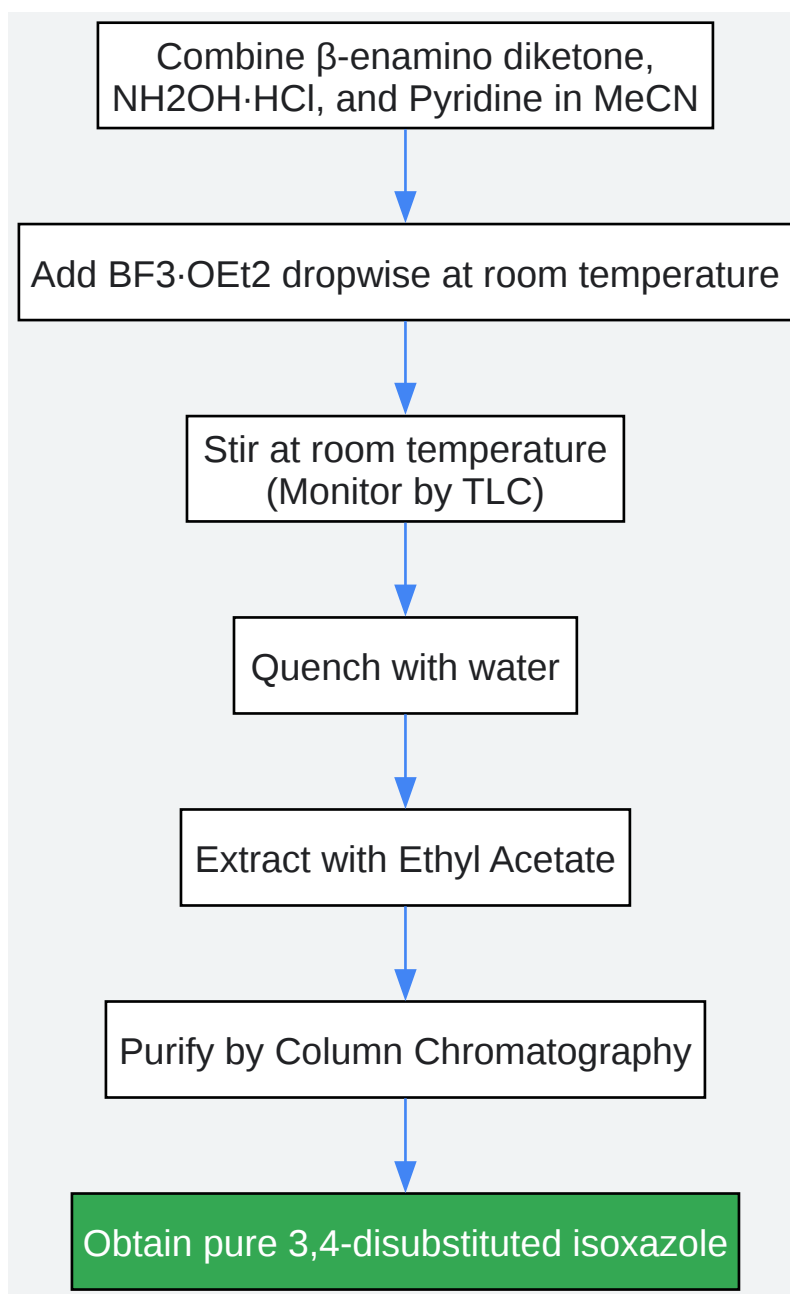 Combine β-enamino diketone,
NH2OH·HCl, and Pyridine in MeCN
Add BF3·OEt2 dropwise at room temperature
Stir at room temperature
(Monitor by TLC)
Quench with water
Extract with Ethyl Acetate
Purify by Column Chromatography
Obtain pure 3,4-disubstituted isoxazole